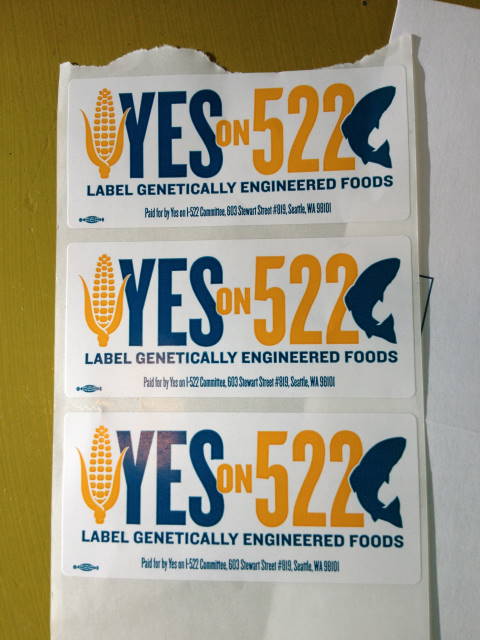 YES ON 522
LABEL GENETICALLY ENGINEERED FOODS
Paid for by Yes on I-522 Committee, 603 Stewart Street #819, Seattle, WA 98101
YES ON 522
LABEL GENETICALLY ENGINEERED FOODS
Paid for by Yes on I-522 Committee, 603 Stewart Street #819, Seattle, WA 98101
YES ON 522
LABEL GENETICALLY ENGINEERED FOODS
Paid for by Yes on I-522 Committee, 603 Stewart Street #819, Seattle, WA 98101